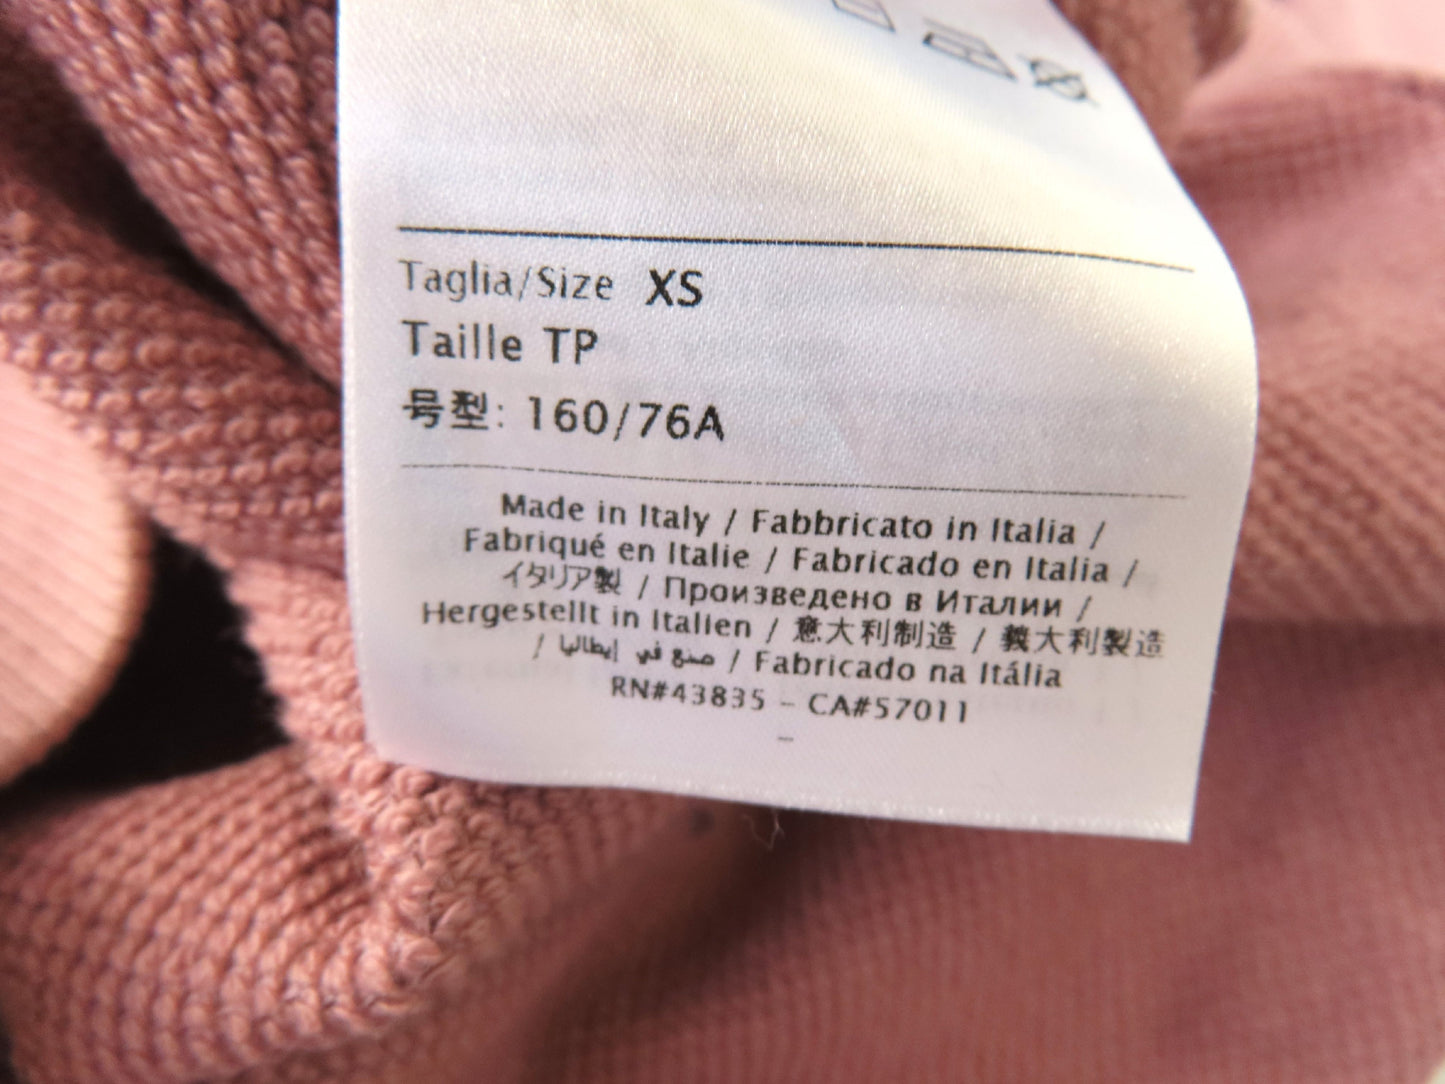 Taglia/Size XS
Taille TP
号型: 160/76A
Made in Italy / Fabbricato in Italia /
Fabriqué en Italie / Fabricado en Italia /
イタリア製 / Произведено в Италии /
Hergestellt in Italien / 意大利制造 / 義大利製造
/ صنع في إيطاليا / Fabricado na Itália
RN#43835 - CA#57011
-